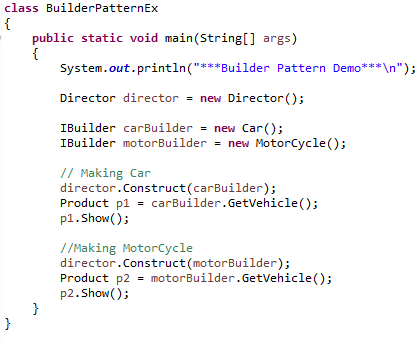 class BuilderPatternEx
{
public static void main(String[] args)
{
System.out.println("***Builder Pattern Demo***\n");
Director director = new Director();
IBuilder carBuilder = new Car();
IBuilder motorBuilder = new MotorCycle();
// Making Car
director.Construct(carBuilder);
Product p1 = carBuilder.GetVehicle();
p1.Show();
//Making MotorCycle
director.Construct(motorBuilder);
Product p2 = motorBuilder.GetVehicle();
p2.Show();
}
}